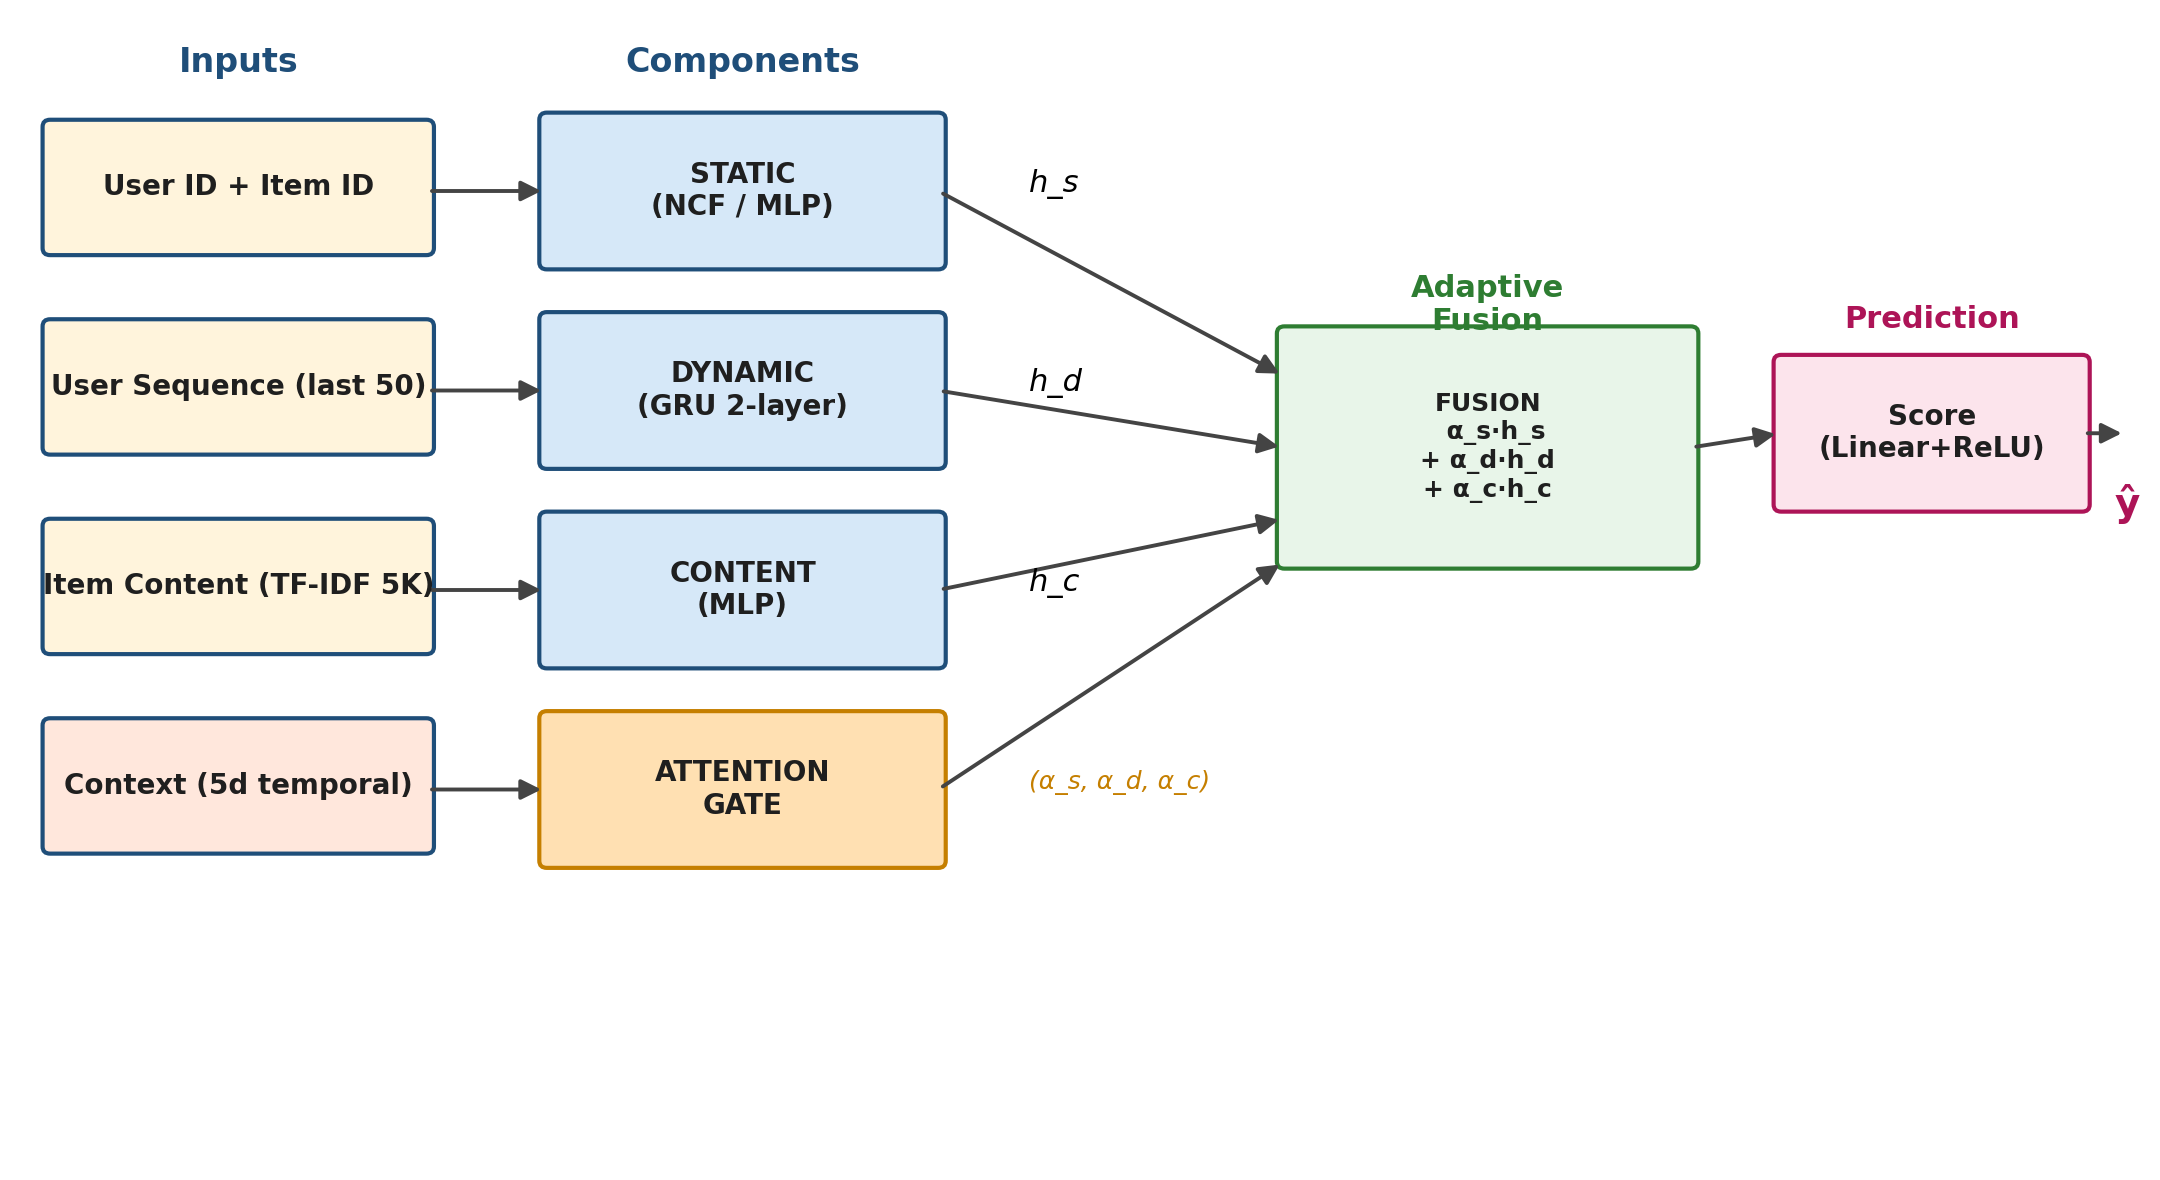 Inputs
Components
User ID + Item ID
STATIC
(NCF / MLP)
h_s
User Sequence (last 50)
DYNAMIC
(GRU 2-layer)
h_d
Item Content (TF-IDF 5K)
CONTENT
(MLP)
h_c
Context (5d temporal)
ATTENTION
GATE
(α_s, α_d, α_c)
Adaptive
Fusion
FUSION
α_s·h_s
+ α_d·h_d
+ α_c·h_c
Prediction
Score
(Linear+ReLU)
ŷ